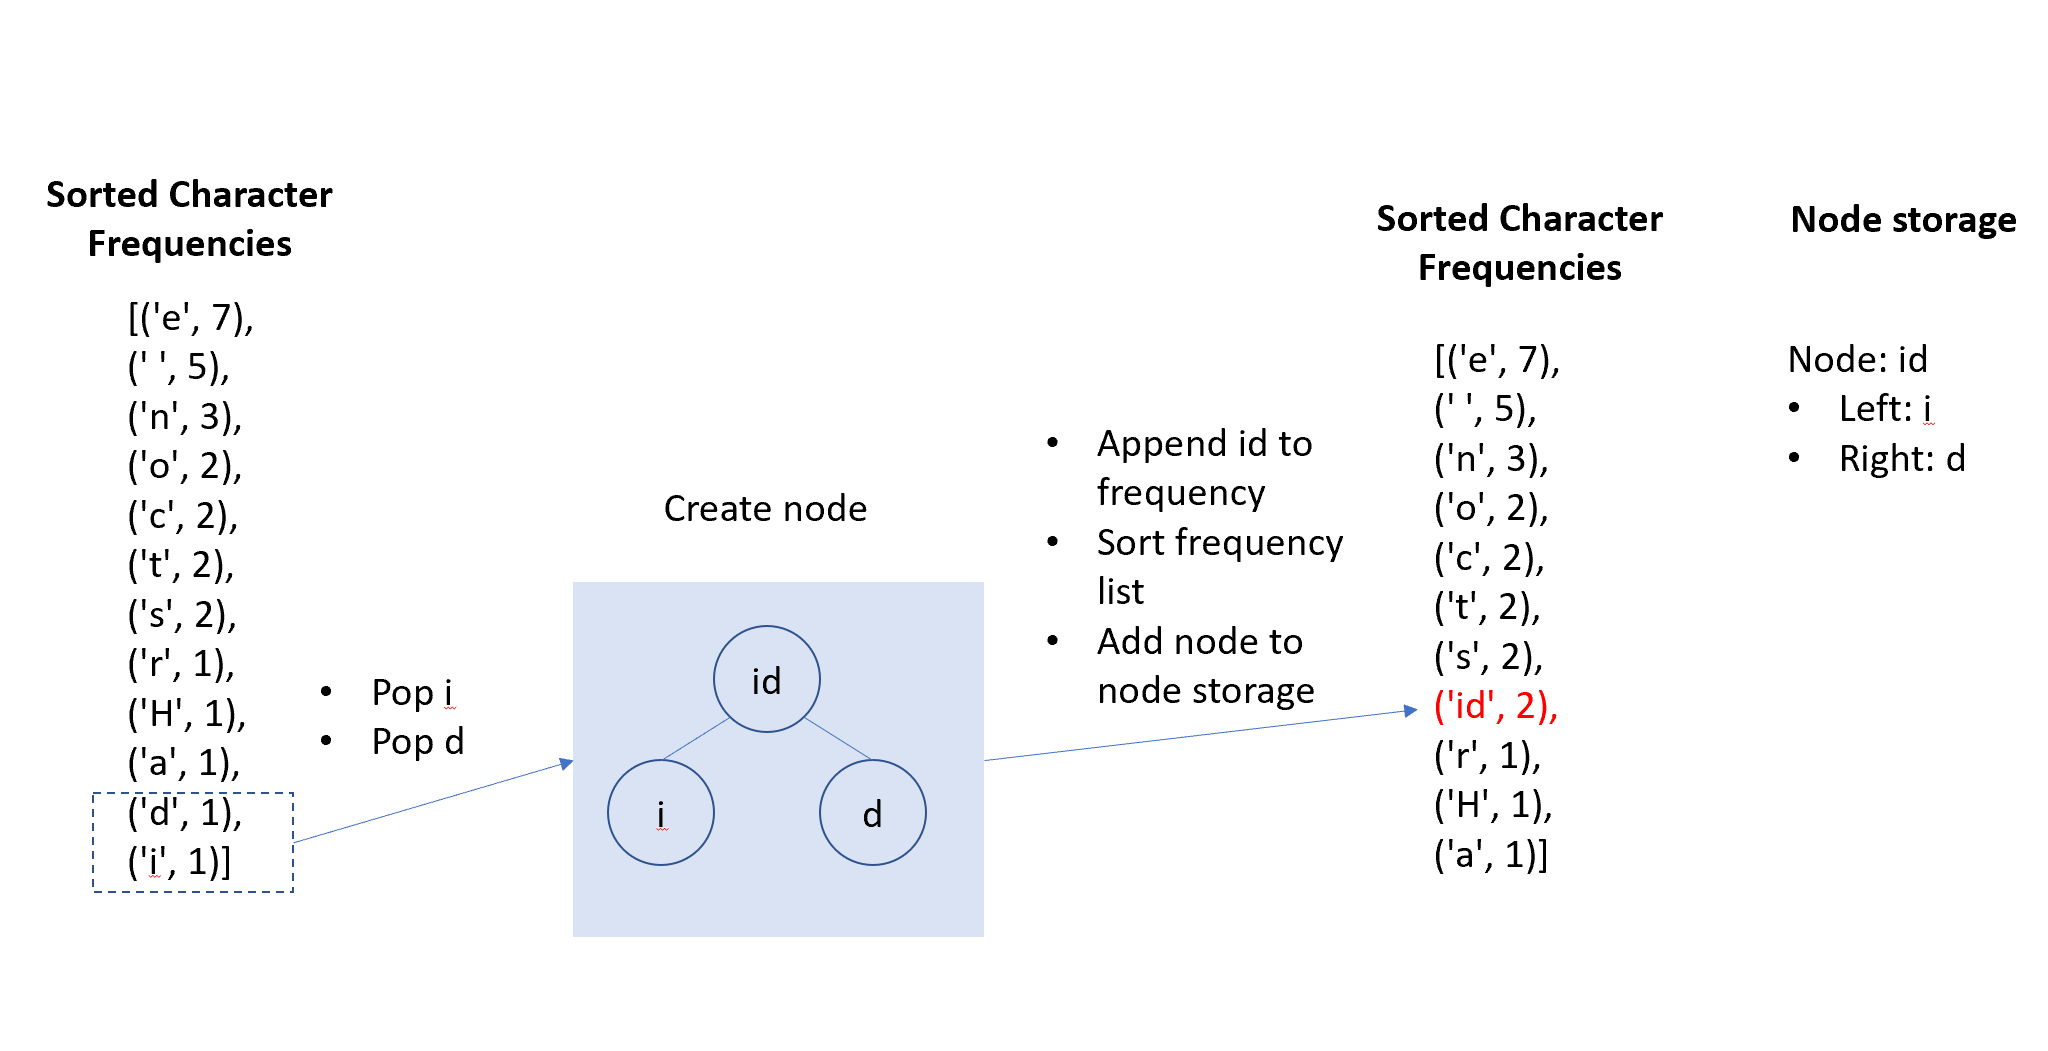 Sorted Character
Frequencies
[('e', 7),
(' ', 5),
('n', 3),
('o', 2),
('c', 2),
('t', 2),
('s', 2),
('r', 1),
('H', 1),
('a', 1),
('d', 1),
('i', 1)]
• Pop i
• Pop d
Create node
id
i
d
• Append id to
frequency
• Sort frequency
list
• Add node to
node storage
Sorted Character
Frequencies
[('e', 7),
(' ', 5),
('n', 3),
('o', 2),
('c', 2),
('t', 2),
('s', 2),
('id', 2),
('r', 1),
('H', 1),
('a', 1)]
Node storage
Node: id
• Left: i
• Right: d